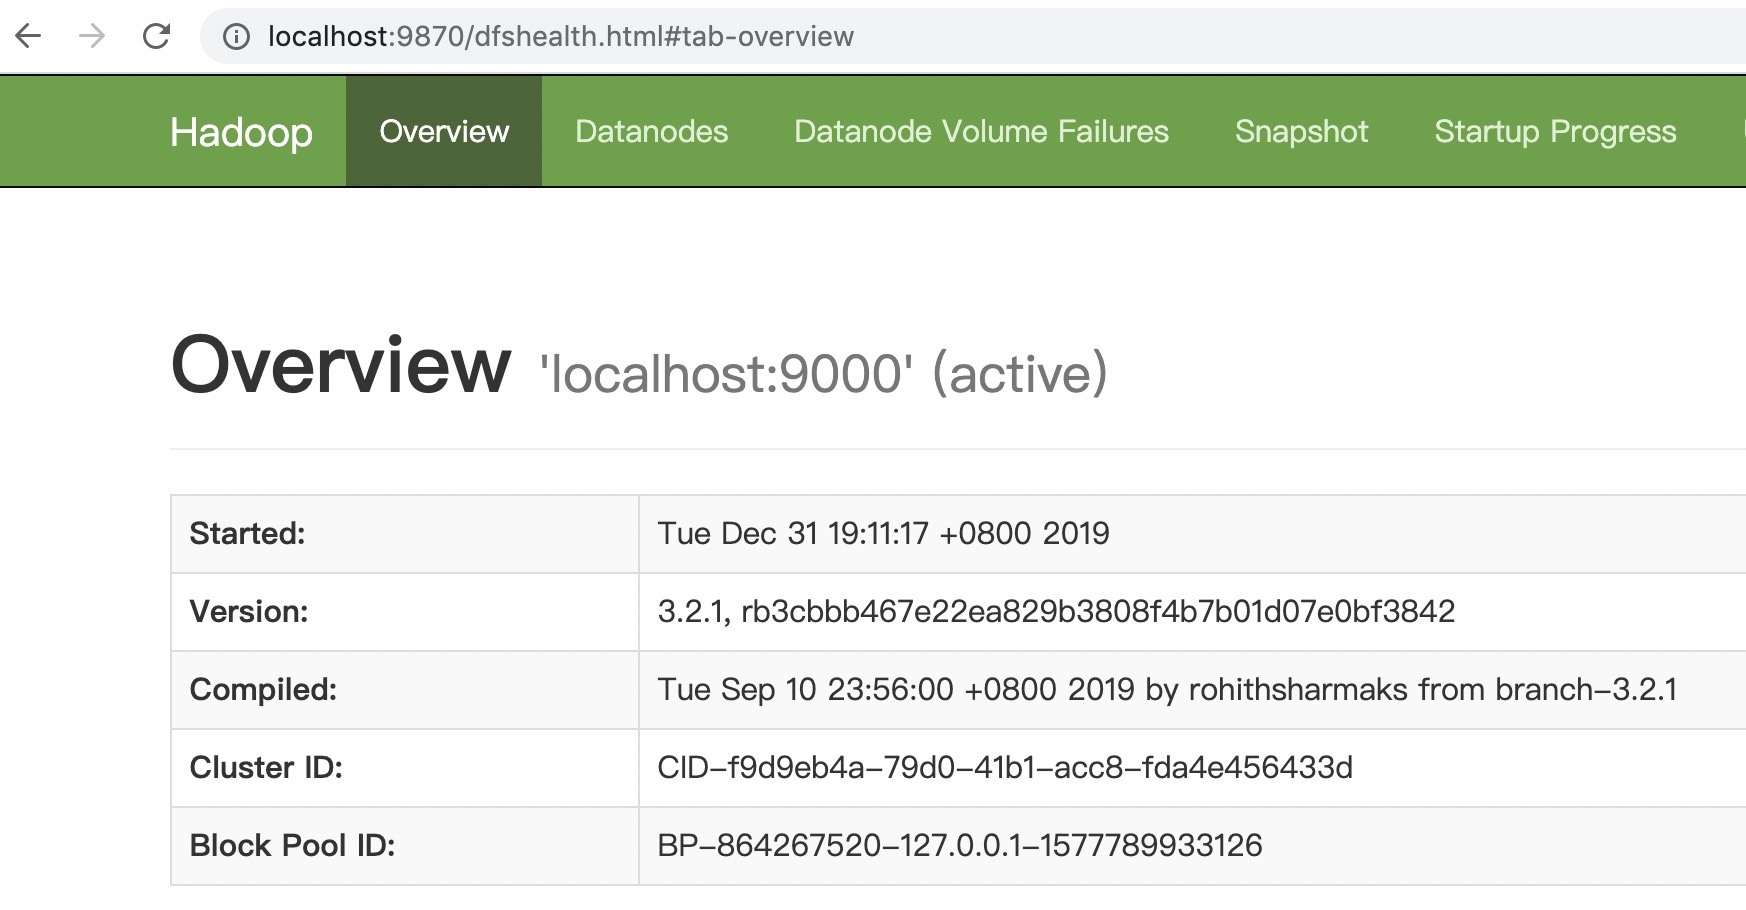 localhost:9870/dfshealth.html#tab-overview
Hadoop Overview Datanodes Datanode Volume Failures Snapshot Startup Progress
Overview 'localhost:9000' (active)
Started: Tue Dec 31 19:11:17 +0800 2019
Version: 3.2.1, rb3cbbb467e22ea829b3808f4b7b01d07e0bf3842
Compiled: Tue Sep 10 23:56:00 +0800 2019 by rohithsharmaks from branch-3.2.1
Cluster ID: CID-f9d9eb4a-79d0-41b1-acc8-fda4e456433d
Block Pool ID: BP-864267520-127.0.0.1-1577789933126